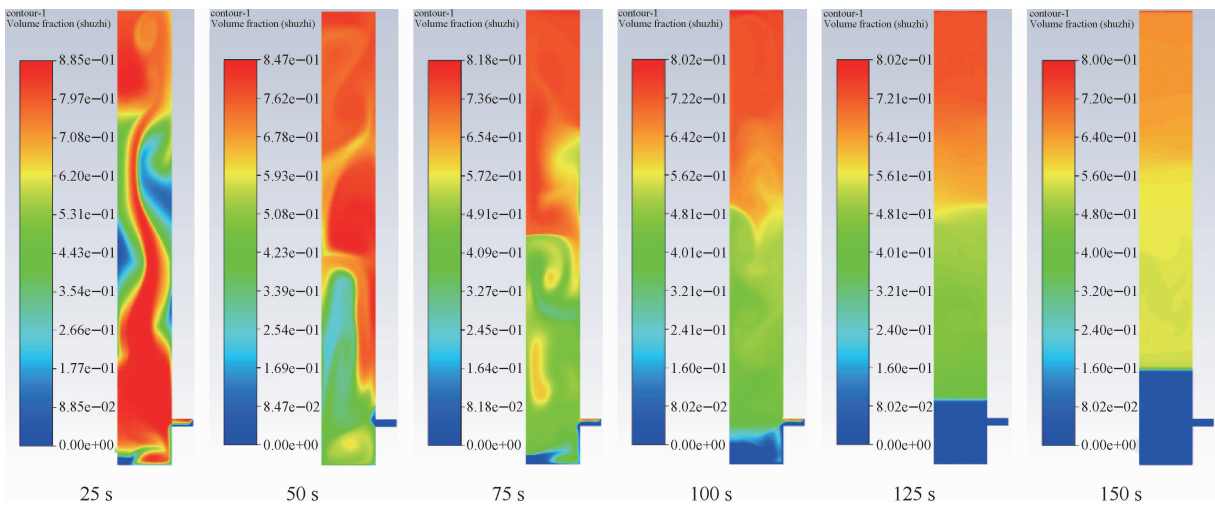 contour-1
Volume fraction (shuzhi)
8.85e−01
7.97e−01
7.08e−01
6.20e−01
5.31e−01
4.43e−01
3.54e−01
2.66e−01
1.77e−01
8.85e−02
0.00e+00
25 s
contour-1
Volume fraction (shuzhi)
8.47e−01
7.62e−01
6.78e−01
5.93e−01
5.08e−01
4.23e−01
3.39e−01
2.54e−01
1.69e−01
8.47e−02
0.00e+00
50 s
contour-1
Volume fraction (shuzhi)
8.18e−01
7.36e−01
6.54e−01
5.72e−01
4.91e−01
4.09e−01
3.27e−01
2.45e−01
1.64e−01
8.18e−02
0.00e+00
75 s
contour-1
Volume fraction (shuzhi)
8.02e−01
7.22e−01
6.42e−01
5.62e−01
4.81e−01
4.01e−01
3.21e−01
2.41e−01
1.60e−01
8.02e−02
0.00e+00
100 s
contour-1
Volume fraction (shuzhi)
8.02e−01
7.21e−01
6.41e−01
5.61e−01
4.81e−01
4.01e−01
3.21e−01
2.40e−01
1.60e−01
8.02e−02
0.00e+00
125 s
contour-1
Volume fraction (shuzhi)
8.00e−01
7.20e−01
6.40e−01
5.60e−01
4.80e−01
4.00e−01
3.20e−01
2.40e−01
1.60e−01
8.00e−02
0.00e+00
150 s